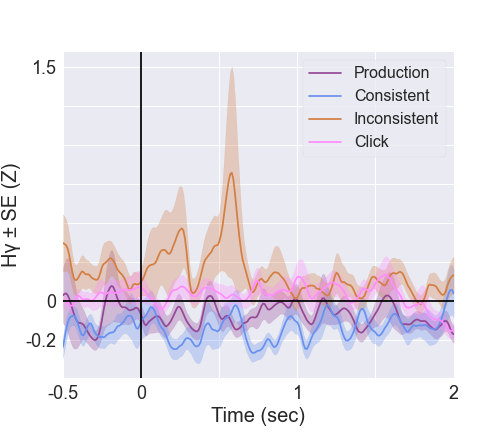 Hγ ± SE (Z)
1.5
0
-0.2
Production
Consistent
Inconsistent
Click
-0.5 0 1 2
Time (sec)